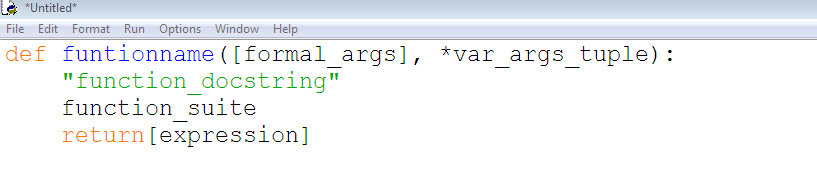 *Untitled*
File Edit Format Run Options Window Help
def funtionname([formal_args], *var_args_tuple):
    "function_docstring"
    function_suite
    return[expression]